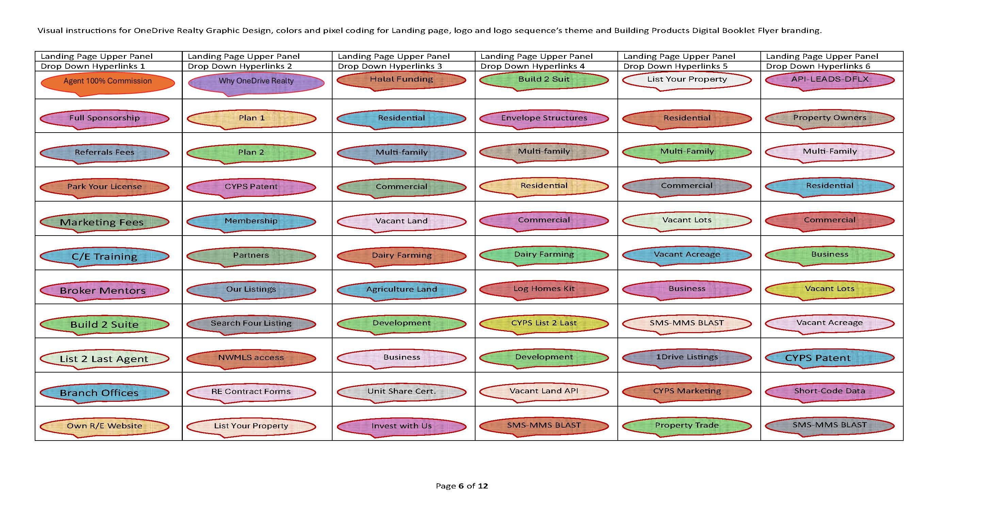 Visual instructions for OneDrive Realty Graphic Design, colors and pixel coding for Landing page, logo and logo sequence's theme and Building Products Digital Booklet Flyer branding.
Landing Page Upper Panel Landing Page Upper Panel Landing Page Upper Panel Landing Page Upper Panel Landing Page Upper Panel Landing Page Upper Panel
Drop Down Hyperlinks 1 Drop Down Hyperlinks 2 Drop Down Hyperlinks 3 Drop Down Hyperlinks 4 Drop Down Hyperlinks 5 Drop Down Hyperlinks 6
Agent 100% Commission Why OneDrive Realty Halal Funding Build 2 Suit List Your Property API-LEADS-DFLX
Full Sponsorship Plan 1 Residential Envelope Structures Residential Property Owners
Referrals Fees Plan 2 Multi-family Multi-family Multi-Family Multi-Family
Park Your License CYPS Patent Commercial Residential Commercial Residential
Marketing Fees Membership Vacant Land Commercial Vacant Lots Commercial
C/E Training Partners Dairy Farming Dairy Farming Vacant Acreage Business
Broker Mentors Our Listings Agriculture Land Log Homes Kit Business Vacant Lots
Build 2 Suite Search Four Listing Development CYPS List 2 Last SMS-MMS BLAST Vacant Acreage
List 2 Last Agent NWMLS access Business Development 1Drive Listings CYPS Patent
Branch Offices RE Contract Forms Unit Share Cert. Vacant Land API CYPS Marketing Short-Code Data
Own R/E Website List Your Property Invest with Us SMS-MMS BLAST Property Trade SMS-MMS BLAST
Page 6 of 12